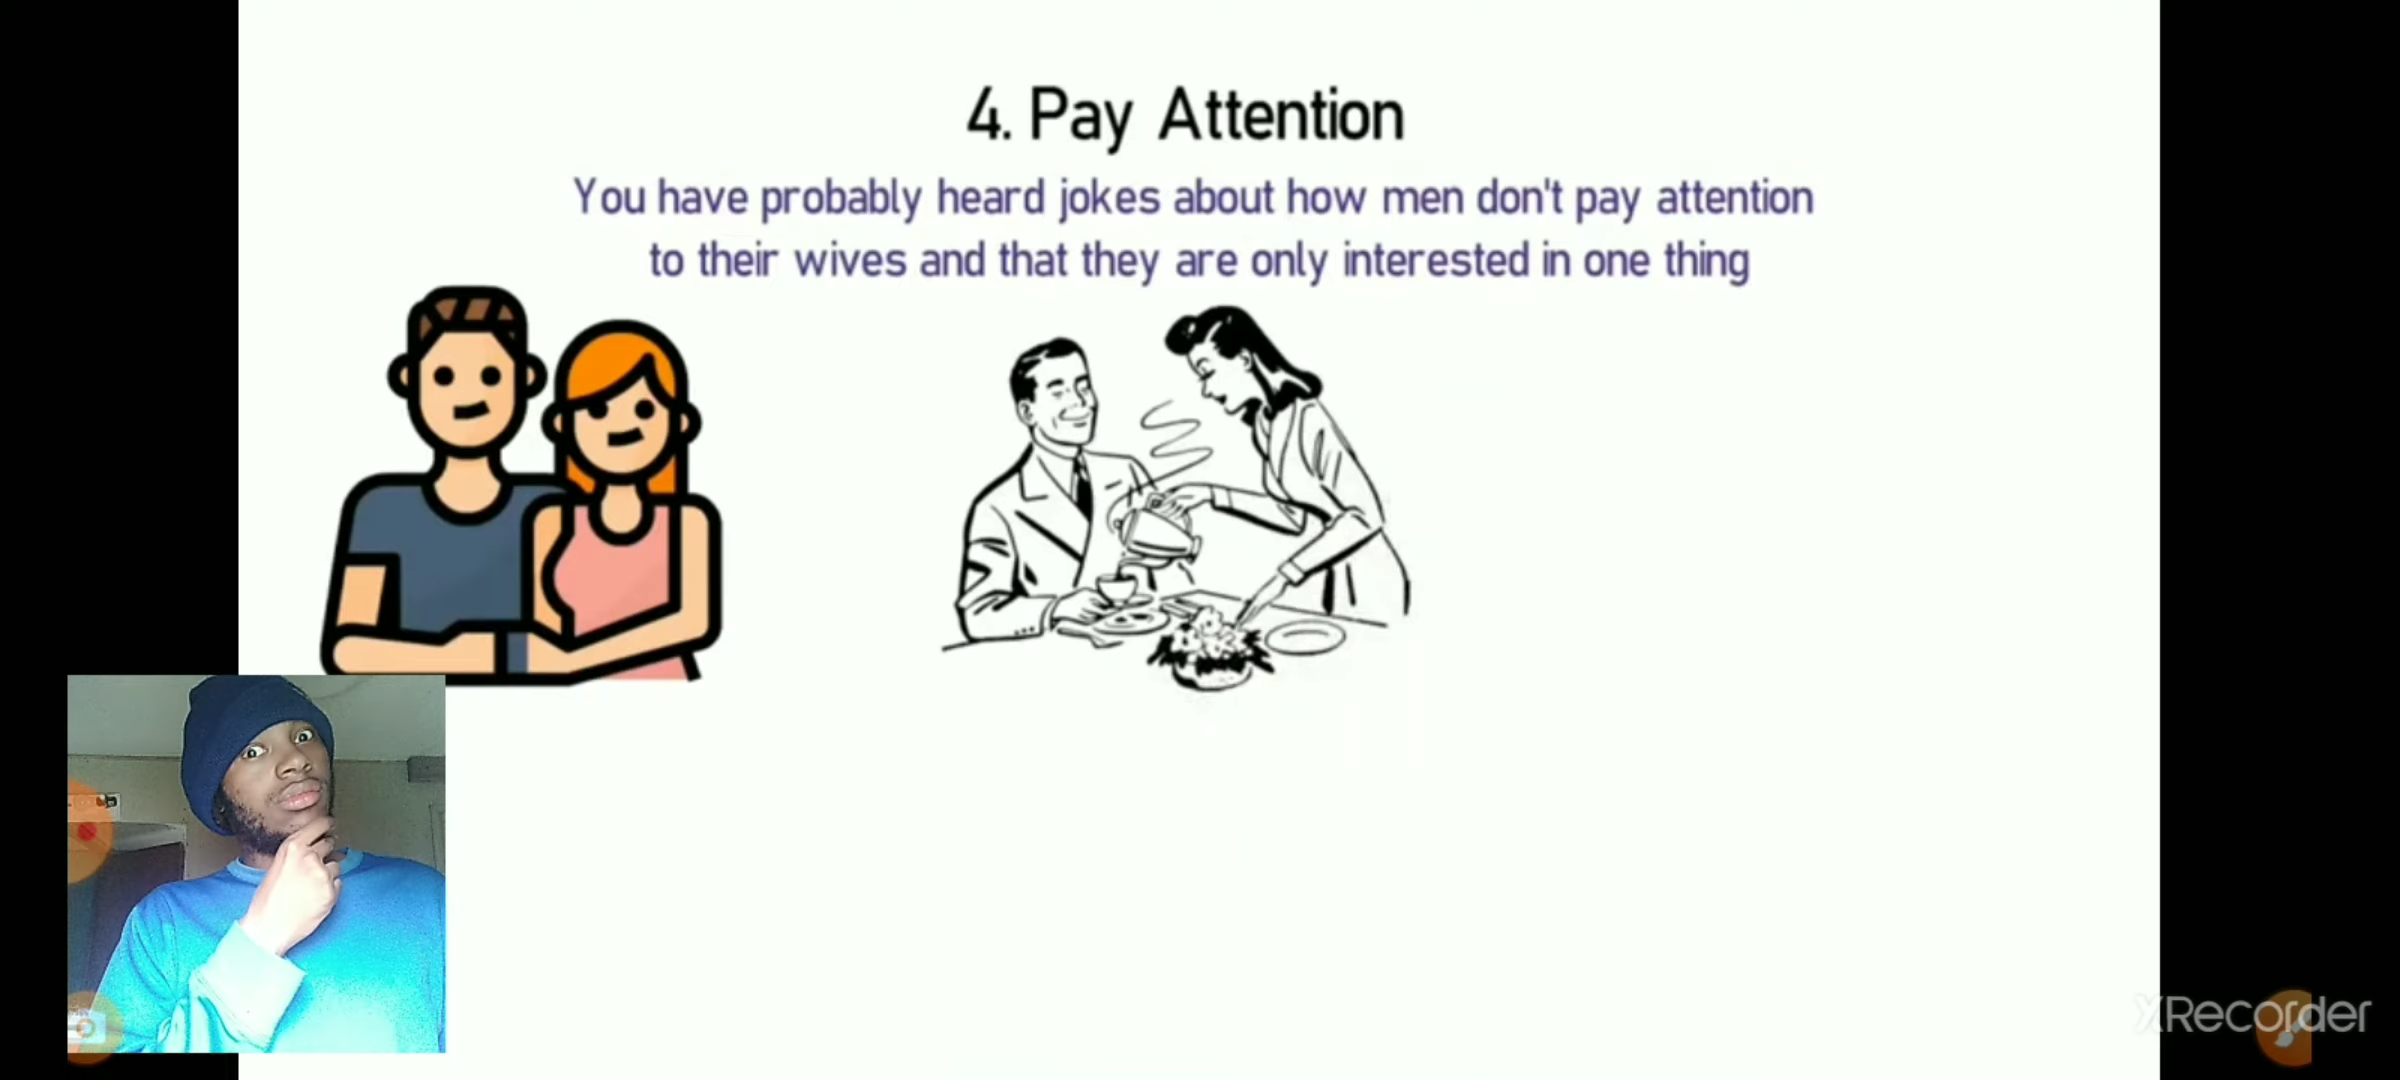 4. Pay Attention
You have probably heard jokes about how men don't pay attention
to their wives and that they are only interested in one thing
XRecorder